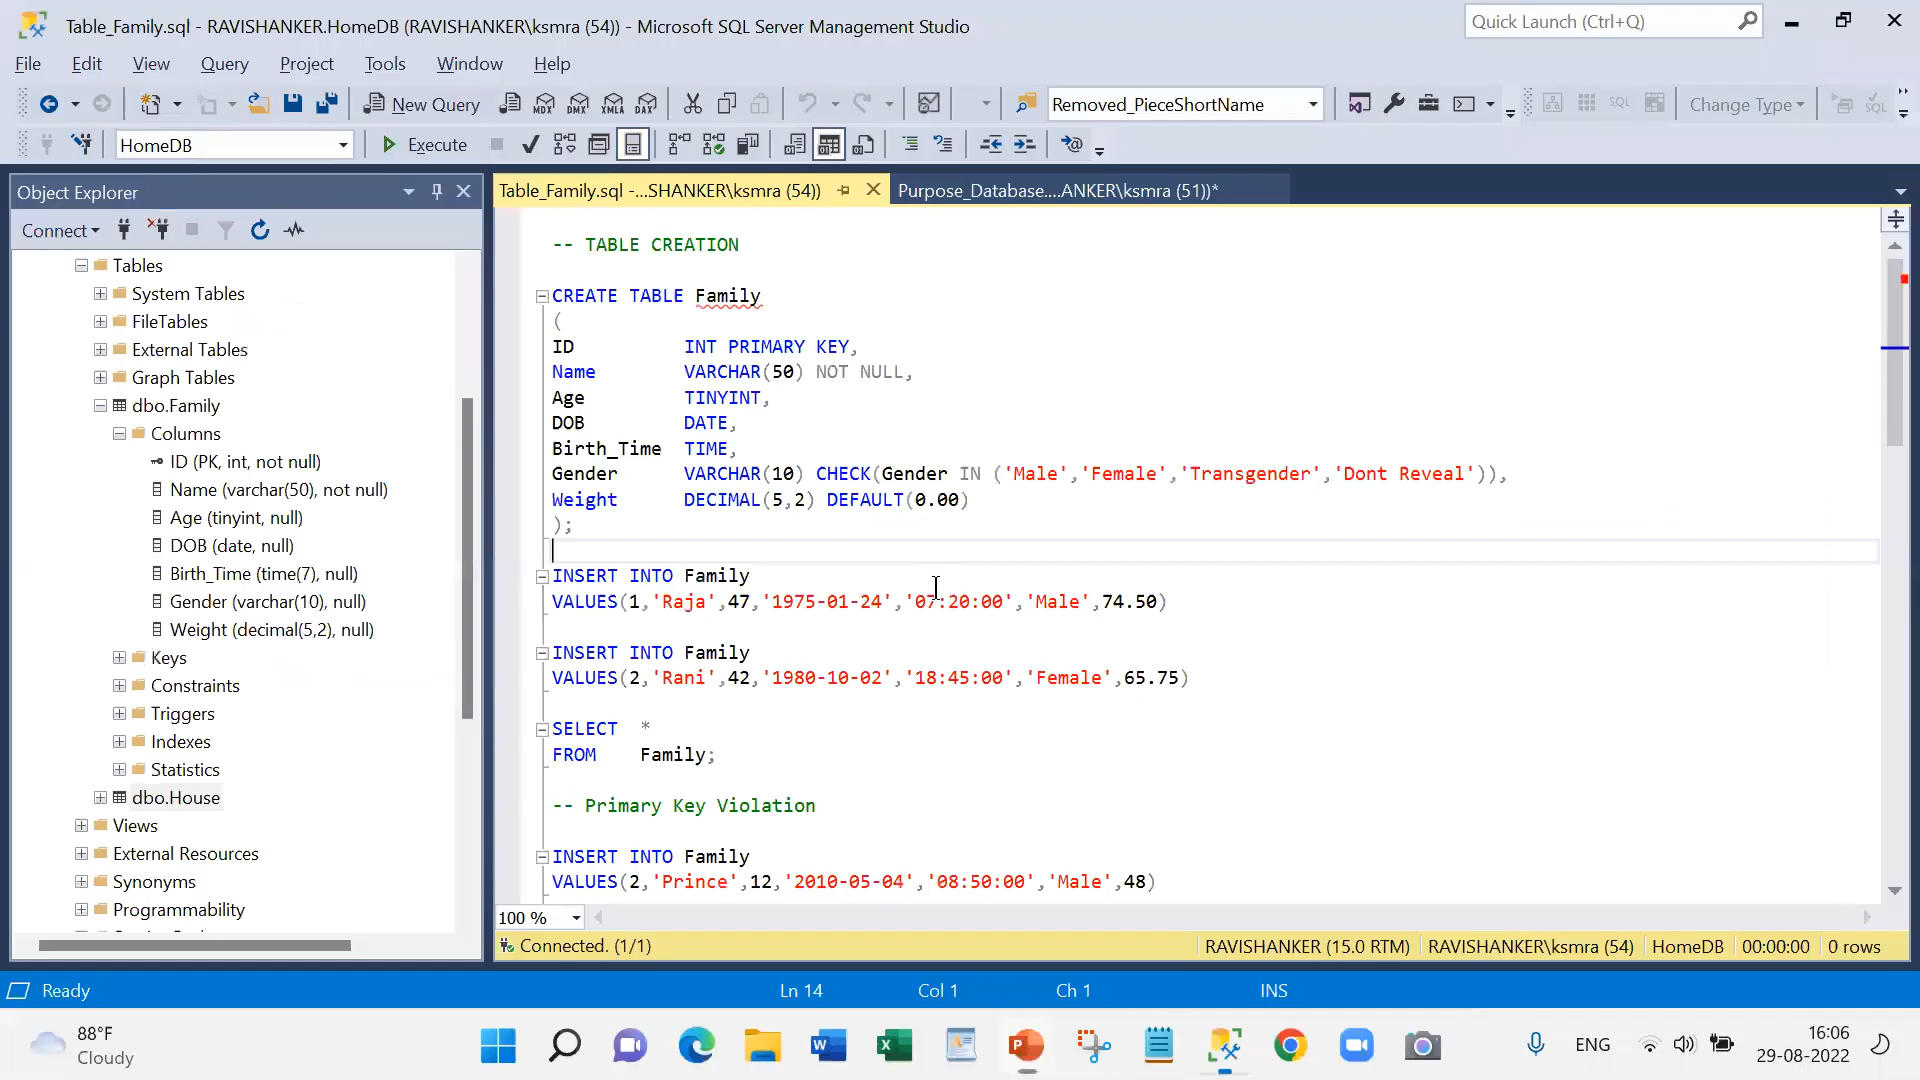 Table_Family.sql - RAVISHANKER.HomeDB (RAVISHANKER\ksmra (54)) - Microsoft SQL Server Management Studio
Quick Launch (Ctrl+Q)
File Edit View Query Project Tools Window Help
New Query MDX DMX XMLA DAX Removed_PieceShortName SQL Change Type SQL
HomeDB Execute
Object Explorer
Table_Family.sql -...SHANKER\ksmra (54)) Purpose_Database....ANKER\ksmra (51))*
Connect
Tables
System Tables
FileTables
External Tables
Graph Tables
dbo.Family
Columns
ID (PK, int, not null)
Name (varchar(50), not null)
Age (tinyint, null)
DOB (date, null)
Birth_Time (time(7), null)
Gender (varchar(10), null)
Weight (decimal(5,2), null)
Keys
Constraints
Triggers
Indexes
Statistics
dbo.House
Views
External Resources
Synonyms
Programmability
-- TABLE CREATION
CREATE TABLE Family
(
ID INT PRIMARY KEY,
Name VARCHAR(50) NOT NULL,
Age TINYINT,
DOB DATE,
Birth_Time TIME,
Gender VARCHAR(10) CHECK(Gender IN ('Male','Female','Transgender','Dont Reveal')),
Weight DECIMAL(5,2) DEFAULT(0.00)
);
INSERT INTO Family
VALUES(1,'Raja',47,'1975-01-24','07:20:00','Male',74.50)
INSERT INTO Family
VALUES(2,'Rani',42,'1980-10-02','18:45:00','Female',65.75)
SELECT *
FROM Family;
-- Primary Key Violation
INSERT INTO Family
VALUES(2,'Prince',12,'2010-05-04','08:50:00','Male',48)
100 %
Connected. (1/1) RAVISHANKER (15.0 RTM) RAVISHANKER\ksmra (54) HomeDB 00:00:00 0 rows
Ready Ln 14 Col 1 Ch 1 INS
88°F
Cloudy
ENG
16:06
29-08-2022